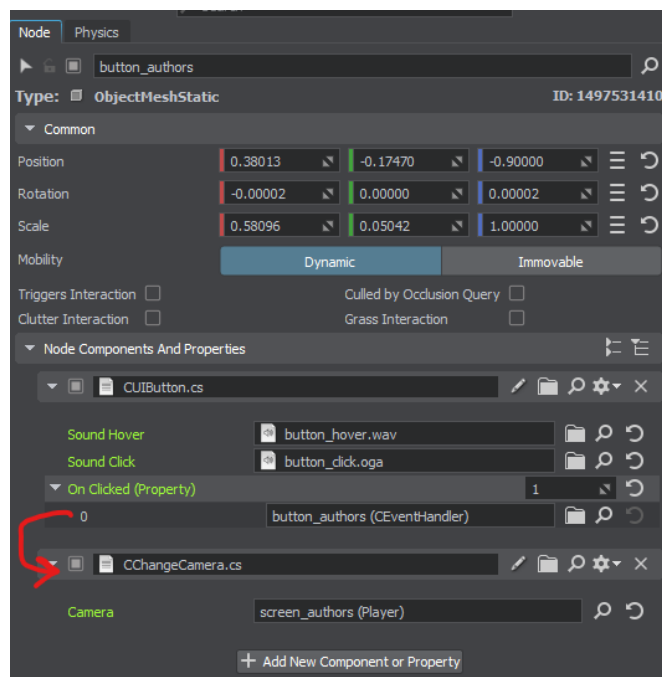 Node Physics
button_authors
Type: ObjectMeshStatic ID: 1497531410
Common
Position 0.38013 -0.17470 -0.90000
Rotation -0.00002 0.00000 0.00002
Scale 0.58096 0.05042 1.00000
Mobility Dynamic Immovable
Triggers Interaction Culled by Occlusion Query
Clutter Interaction Grass Interaction
Node Components And Properties
CUIButton.cs
Sound Hover button_hover.wav
Sound Click button_click.oga
On Clicked (Property) 1
0 button_authors (CEventHandler)
CChangeCamera.cs
Camera screen_authors (Player)
Add New Component or Property